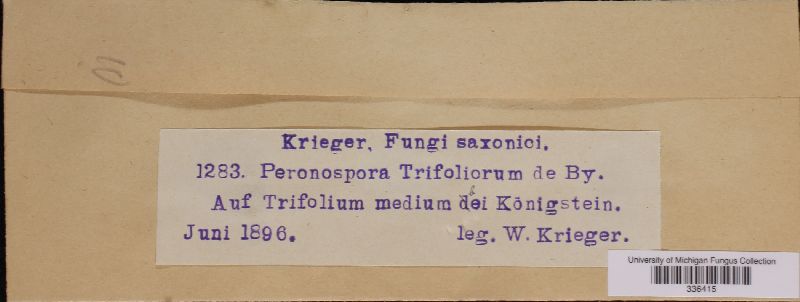 Krieger, Fungi saxonici.
1283. Peronospora Trifoliorum de By.
Auf Trifolium medium bei Königstein.
Juni 1896. leg. W. Krieger.
University of Michigan Fungus Collection
336415